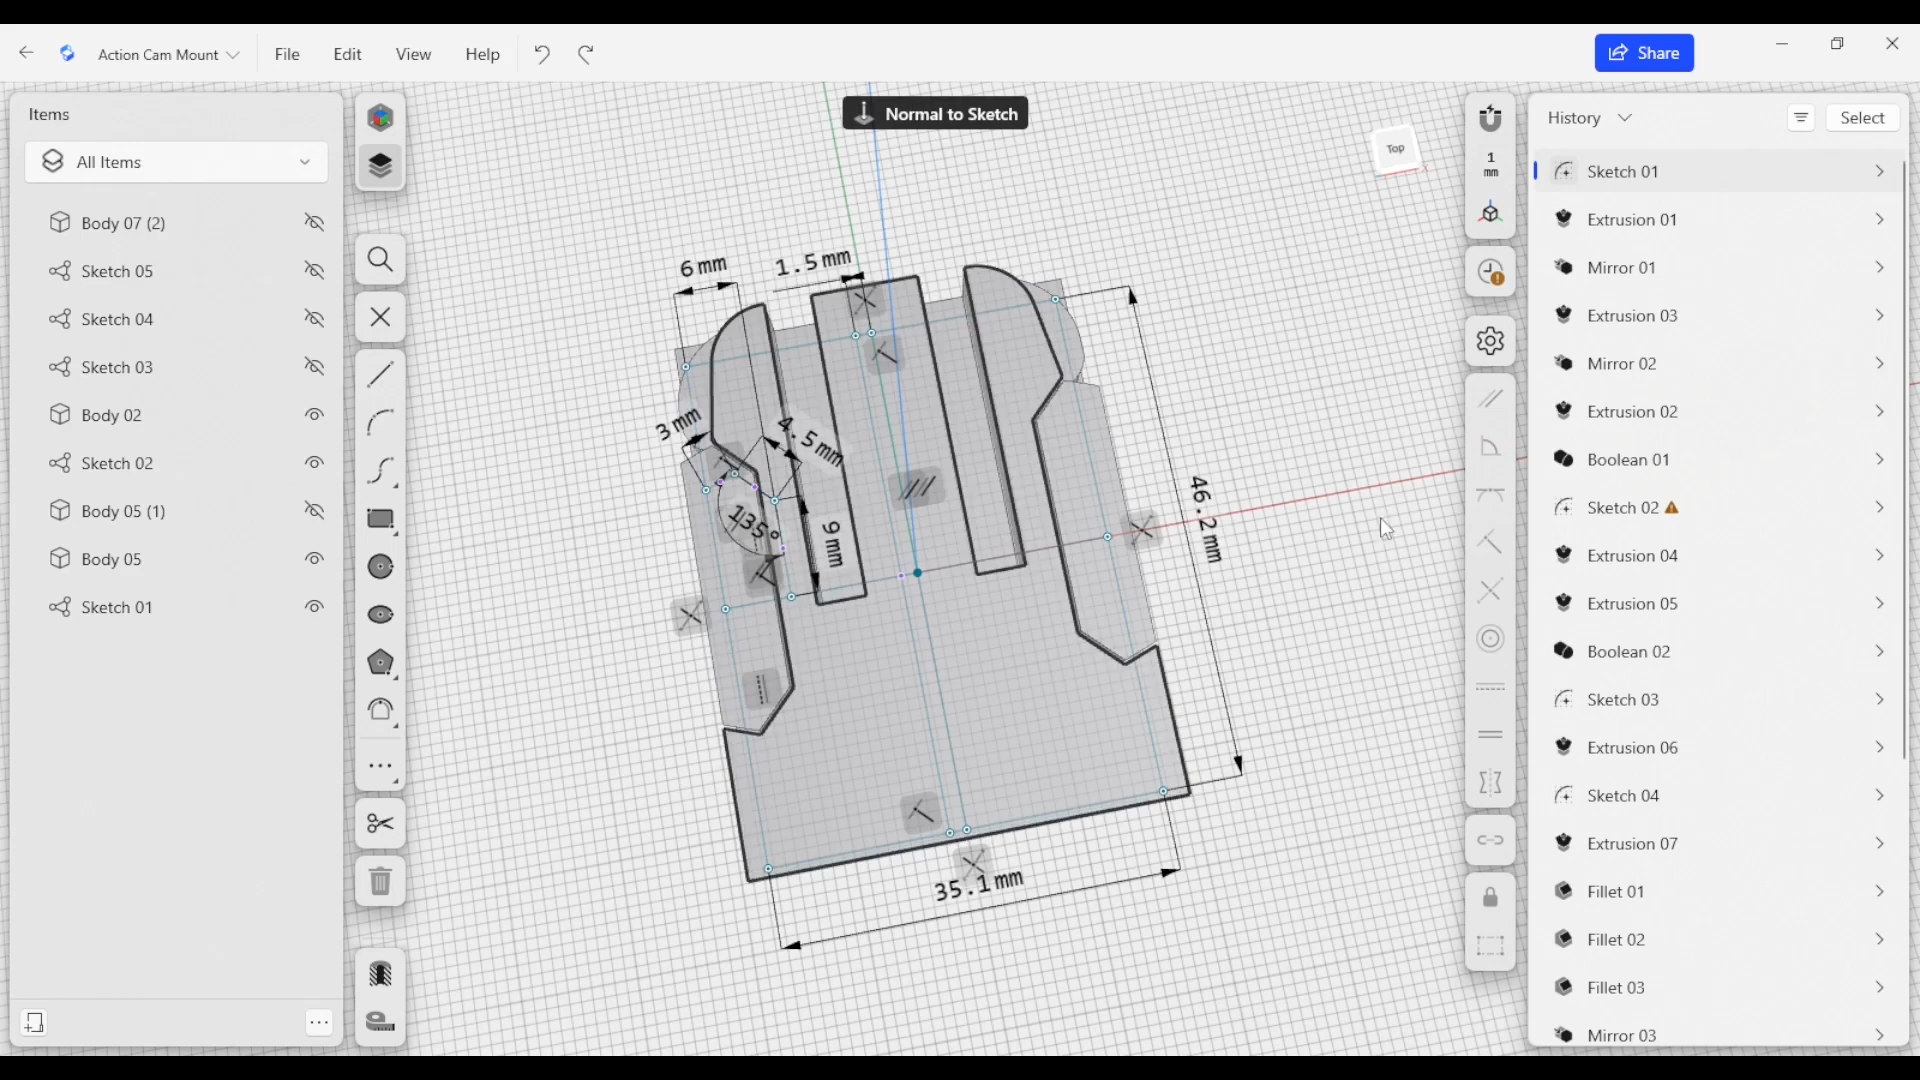 Action Cam Mount
File
Edit
View
Help
Share
Items
All Items
Body 07 (2)
Sketch 05
Sketch 04
Sketch 03
Body 02
Sketch 02
Body 05 (1)
Body 05
Sketch 01
Normal to Sketch
Top
X
6 mm
1.5 mm
3 mm
4.5 mm
135°
9 mm
46.2 mm
35.1 mm
1
mm
History
Select
Sketch 01
Extrusion 01
Mirror 01
Extrusion 03
Mirror 02
Extrusion 02
Boolean 01
Sketch 02
Extrusion 04
Extrusion 05
Boolean 02
Sketch 03
Extrusion 06
Sketch 04
Extrusion 07
Fillet 01
Fillet 02
Fillet 03
Mirror 03